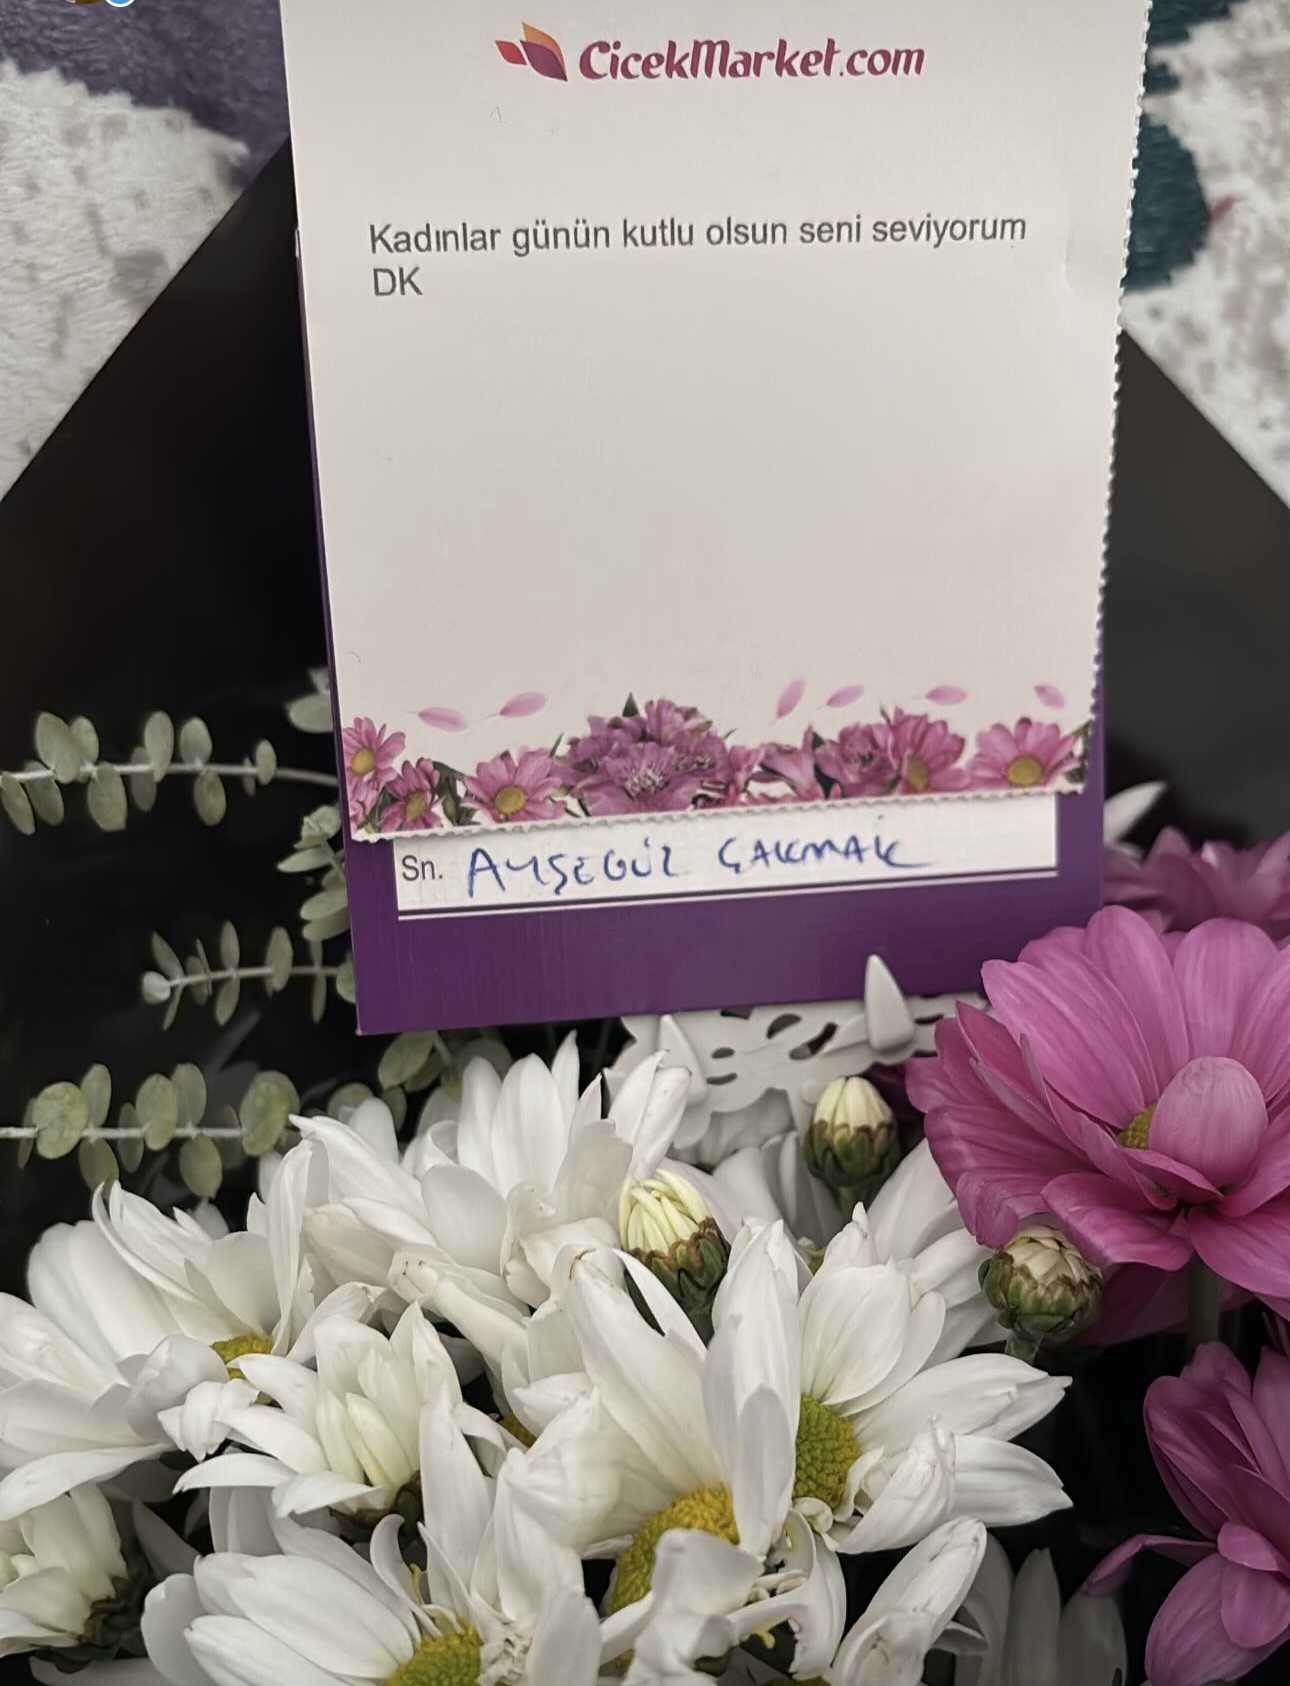 CicekMarket.com
Kadınlar günün kutlu olsun seni seviyorum
DK
Sn. AYŞEGÜL ÇAKMAK